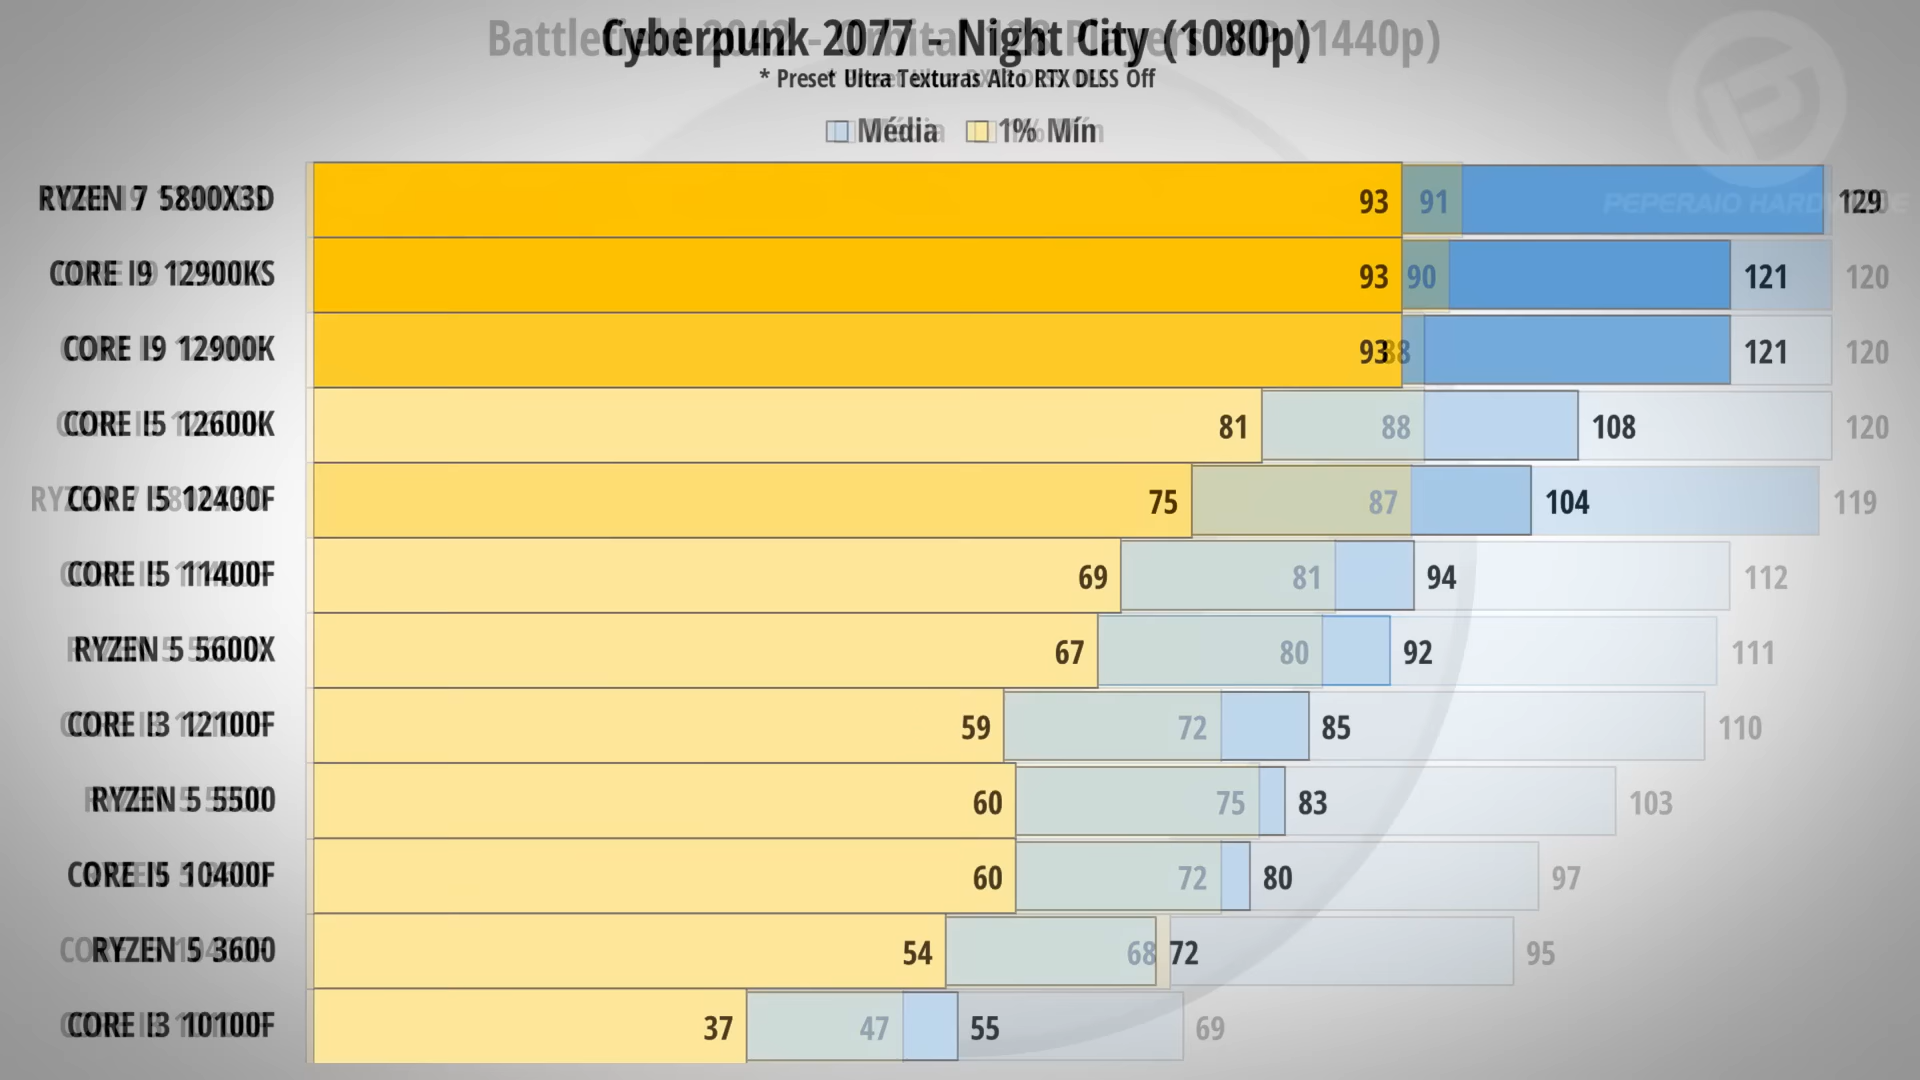 Cyberpunk 2077 - Night City (1080p)
* Preset Ultra Texturas Alto RTX DLSS Off
Média 1% Mín
PEPERAIO HARDWARE
RYZEN 7 5800X3D 93 91 129
CORE I9 12900KS 93 90 121 120
CORE I9 12900K 93 88 121 120
CORE I5 12600K 81 88 108 120
CORE I5 12400F 75 87 104 119
CORE I5 11400F 69 81 94 112
RYZEN 5 5600X 67 80 92 111
CORE I3 12100F 59 72 85 110
RYZEN 5 5500 60 75 83 103
CORE I5 10400F 60 72 80 97
RYZEN 5 3600 54 68 72 95
CORE I3 10100F 37 47 55 69